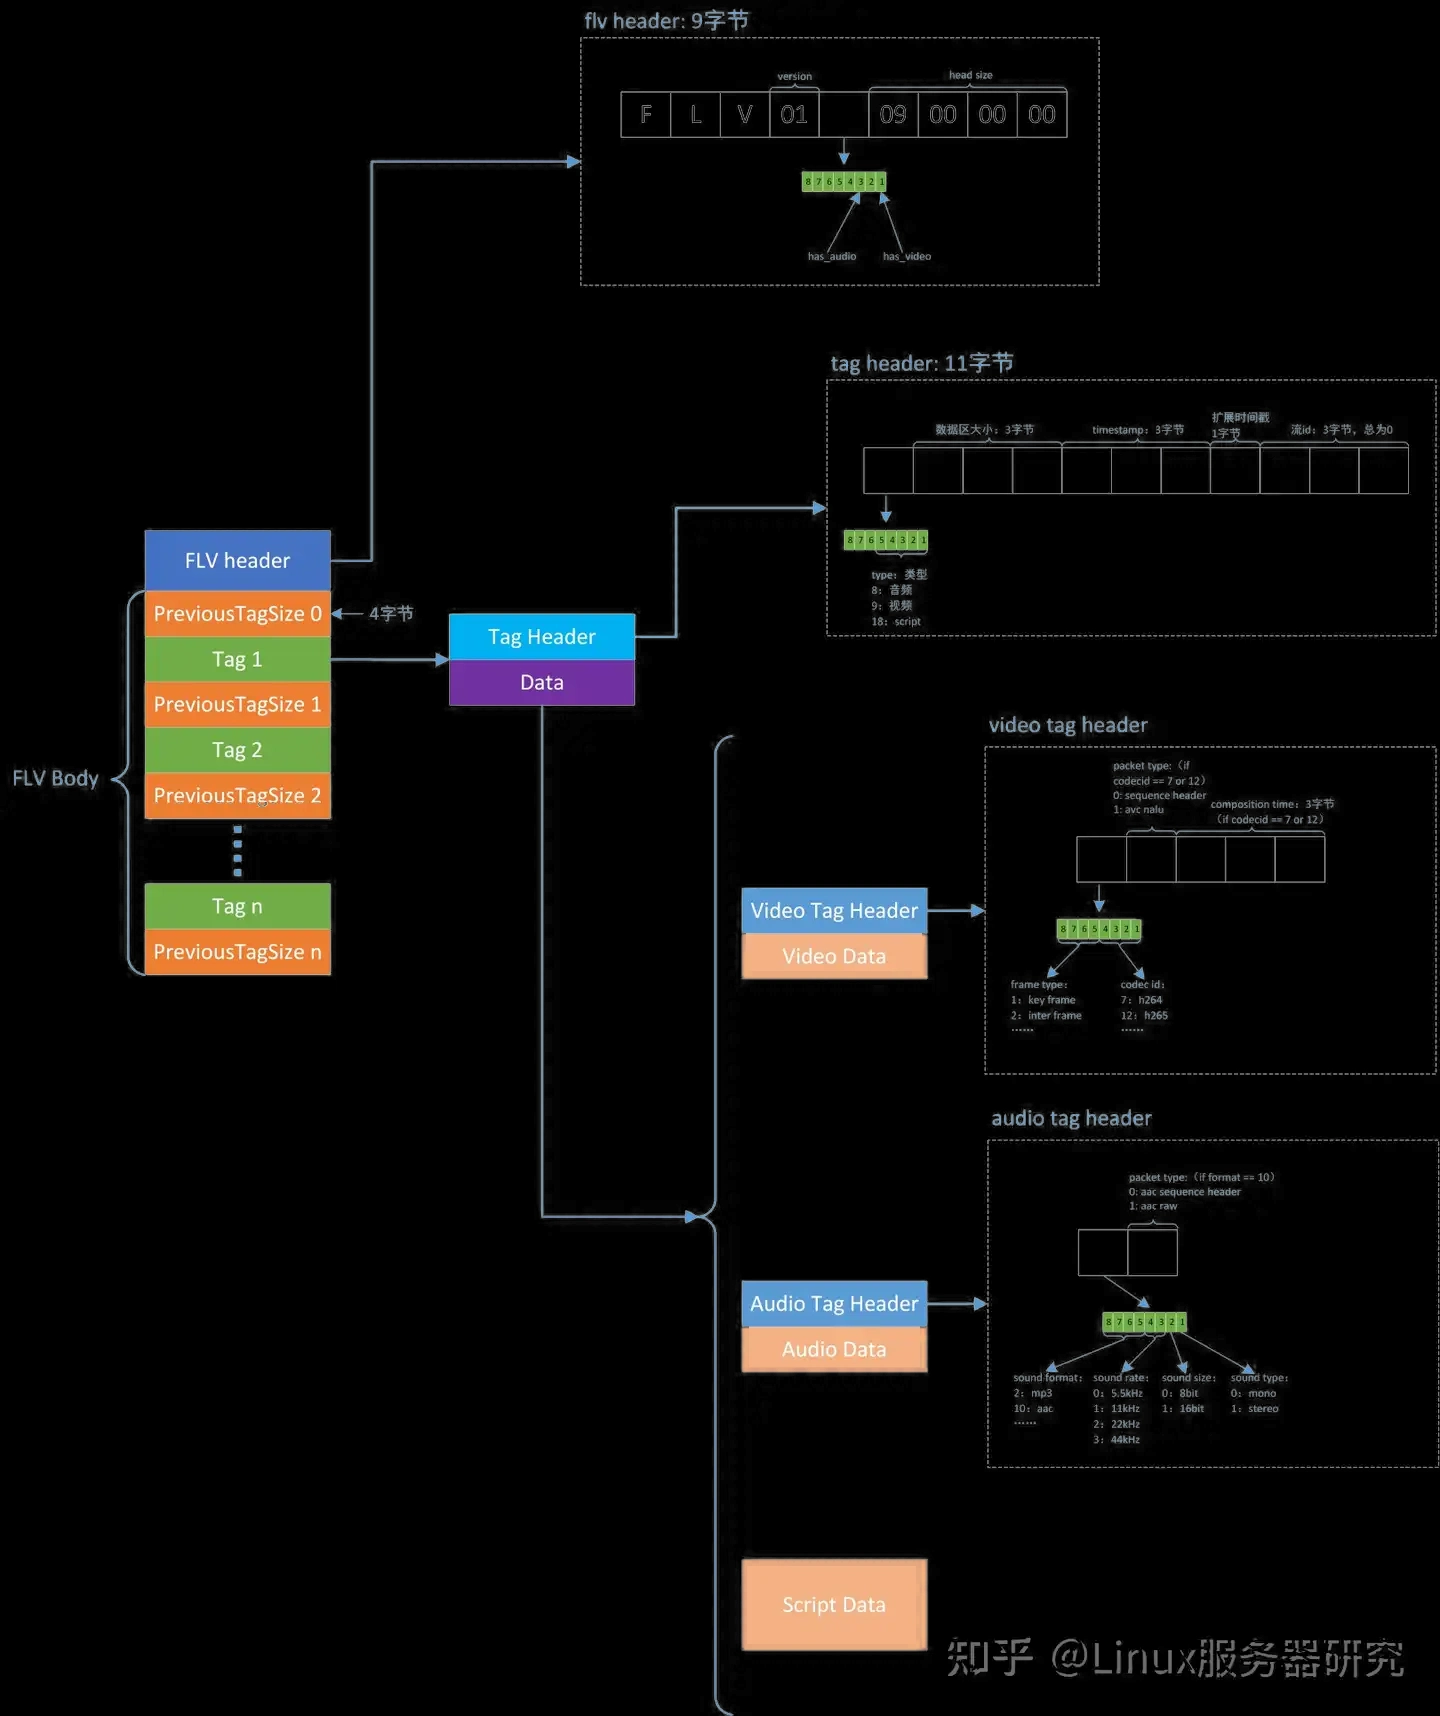 flv header: 9字节
version
head size
F L V 01 09 00 00 00
8 7 6 5 4 3 2 1
has_audio
has_video
tag header: 11字节
数据区大小：3字节
timestamp：3字节
扩展时间戳
1字节
流id：3字节，总为0
8 7 6 5 4 3 2 1
type：类型
8：音频
9：视频
18：script
FLV header
PreviousTagSize 0
4字节
Tag 1
PreviousTagSize 1
Tag 2
PreviousTagSize 2
Tag n
PreviousTagSize n
FLV Body
Tag Header
Data
video tag header
packet type:（if
codecid == 7 or 12）
0: sequence header
1: avc nalu
composition time：3字节
（if codecid == 7 or 12）
Video Tag Header
Video Data
8 7 6 5 4 3 2 1
frame type：
1：key frame
2：inter frame
······
codec id：
7：h264
12：h265
······
audio tag header
packet type:（if format == 10）
0: aac sequence header
1: aac raw
Audio Tag Header
Audio Data
8 7 6 5 4 3 2 1
sound format：
2：mp3
10：aac
······
sound rate：
0：5.5kHz
1：11kHz
2：22kHz
3：44kHz
sound size：
0：8bit
1：16bit
sound type：
0：mono
1：stereo
Script Data
知乎 @Linux服务器研究